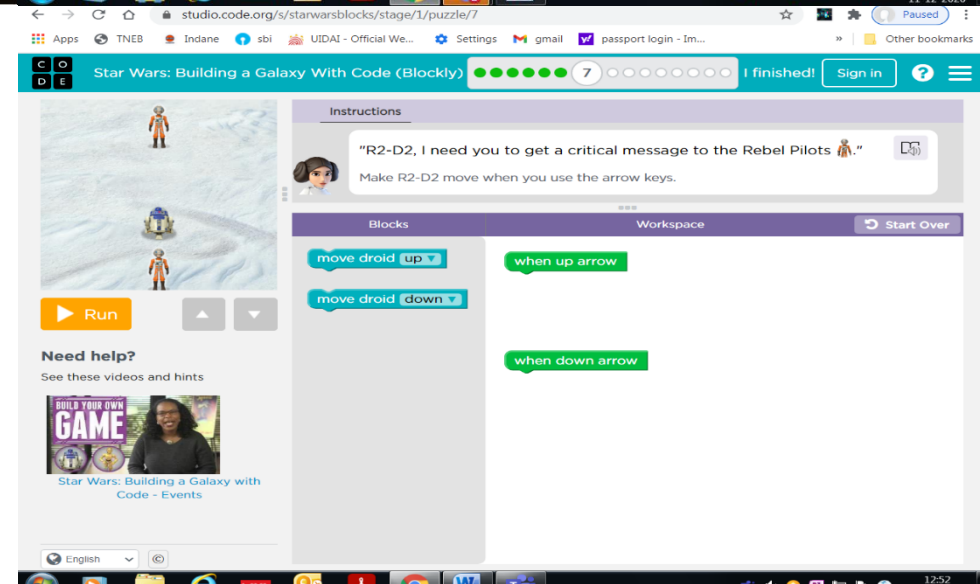 studio.code.org/s/starwarsblocks/stage/1/puzzle/7
Paused
Apps
TNEB
Indane
sbi
UIDAI - Official We...
Settings
gmail
passport login - Im...
»
Other bookmarks
C O
D E
Star Wars: Building a Galaxy With Code (Blockly)
7
I finished!
Sign in
?
Instructions
"R2-D2, I need you to get a critical message to the Rebel Pilots ."
Make R2-D2 move when you use the arrow keys.
Blocks
Workspace
Start Over
move droid up
when up arrow
move droid down
when down arrow
Run
Need help?
See these videos and hints
BUILD YOUR OWN
GAME
Star Wars: Building a Galaxy with
Code - Events
English
©
12:52